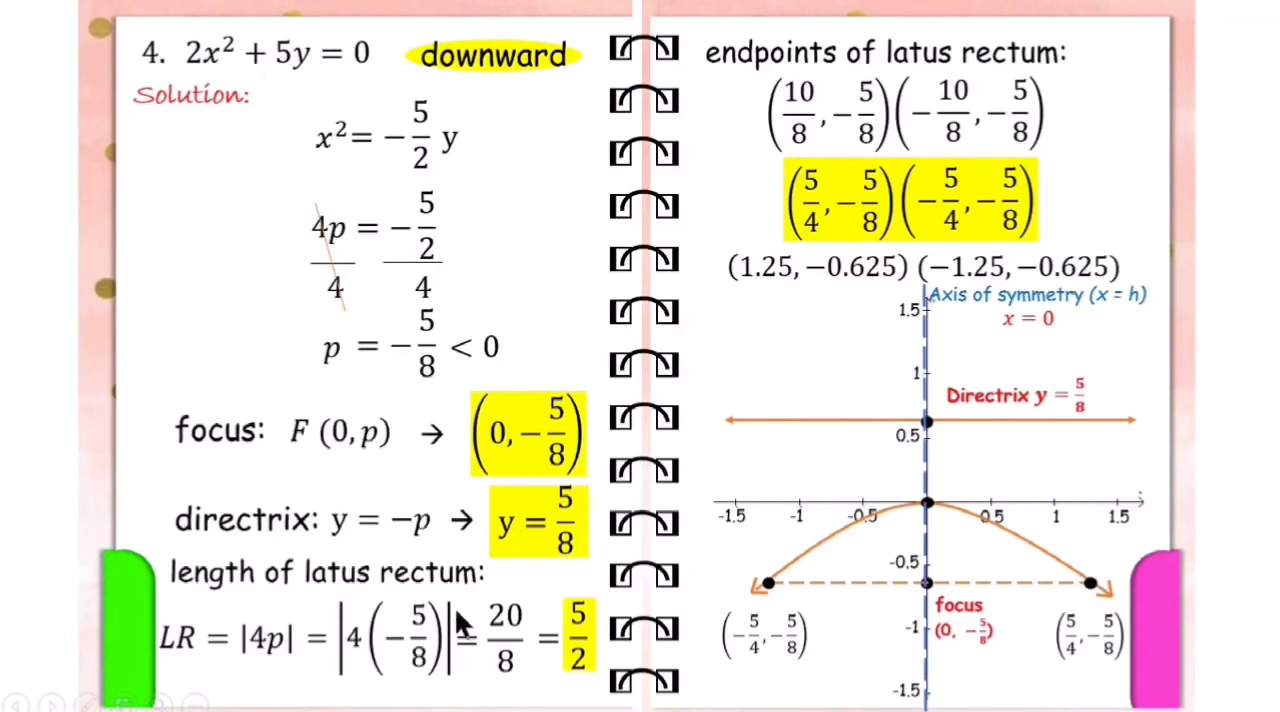 4. 2x² + 5y = 0 downward
Solution:
x² = −5/2 y
4p/4 = −5/2/4
p = −5/8 < 0
focus: F (0, p) → (0, −5/8)
directrix: y = −p → y = 5/8
length of latus rectum:
LR = |4p| = |4(−5/8)| = 20/8 = 5/2
endpoints of latus rectum:
(10/8, −5/8)(−10/8, −5/8)
(5/4, −5/8)(−5/4, −5/8)
(1.25, −0.625) (−1.25, −0.625)
Axis of symmetry (x = h)
x = 0
1.5
1
Directrix y = 5/8
0.5
-1.5 -1 -0.5 0.5 1 1.5
-0.5
focus
(0, −5/8)
-1
(−5/4, −5/8) (5/4, −5/8)
-1.5